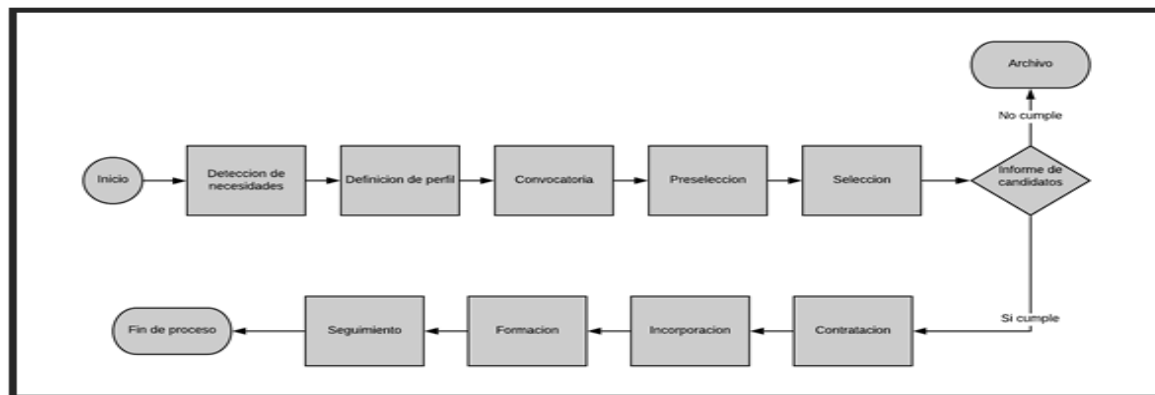 Archivo
No cumple
Inicio
Deteccion de
necesidades
Definicion de perfil
Convocatoria
Preseleccion
Seleccion
Informe de
candidatos
Si cumple
Fin de proceso
Seguimiento
Formacion
Incorporacion
Contratacion